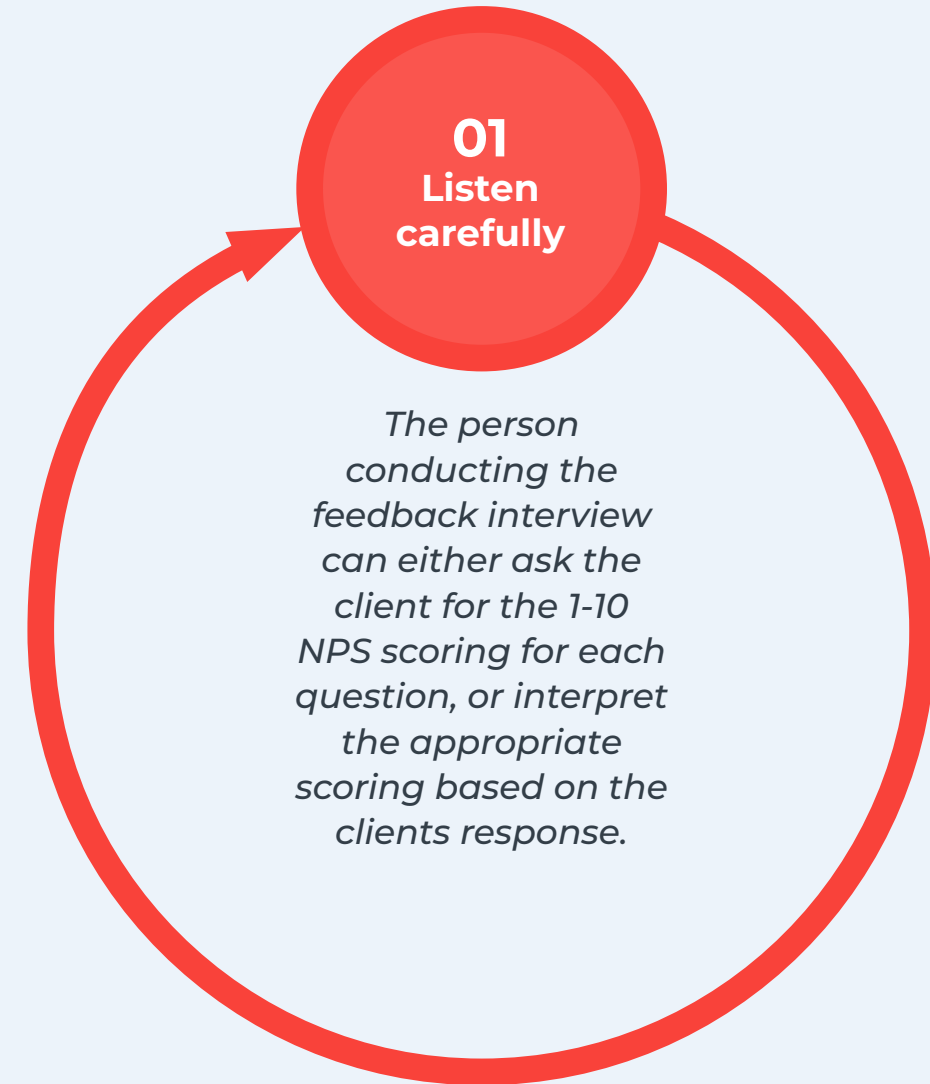 01
Listen
carefully
The person
conducting the
feedback interview
can either ask the
client for the 1-10
NPS scoring for each
question, or interpret
the appropriate
scoring based on the
clients response.